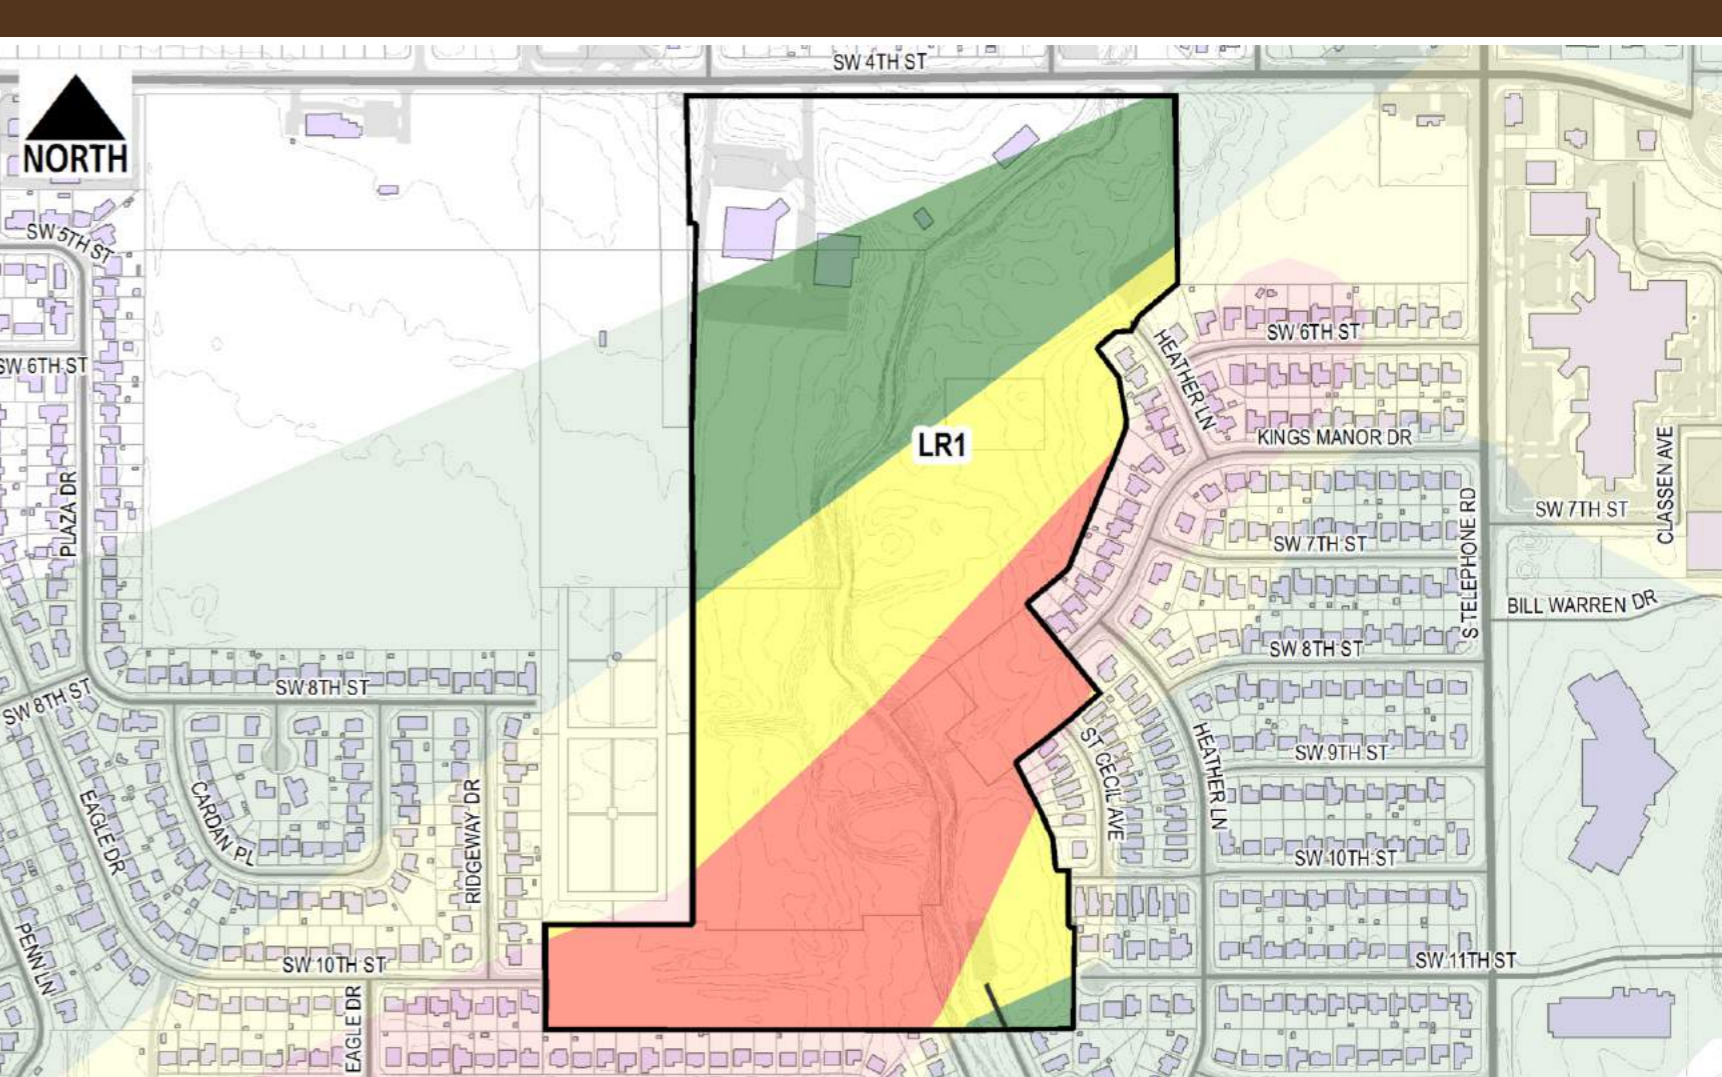 SW 4TH ST
NORTH
SW 5TH ST
SW 6TH ST
HEATHER LN
SW 6TH ST
LR1
KINGS MANOR DR
CLASSEN AVE
PLAZA DR
SW 7TH ST
S TELEPHONE RD
SW 7TH ST
BILL WARREN DR
SW 8TH ST
SW 8TH ST
SW 8TH ST
ST CECIL AVE
HEATHER LN
SW 9TH ST
EAGLE DR
CARDAN PL
RIDGEWAY DR
SW 10TH ST
PENN LN
SW 10TH ST
SW 11TH ST
EAGLE DR